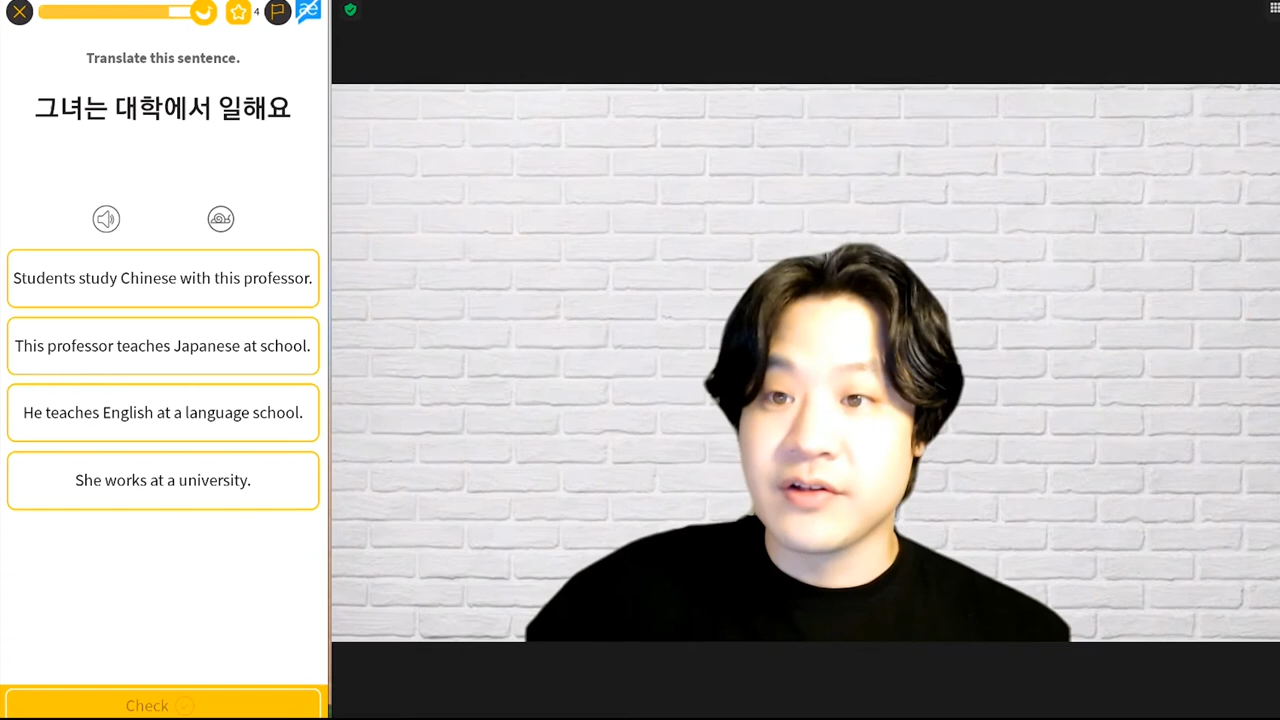 4
Translate this sentence.
그녀는 대학에서 일해요
Students study Chinese with this professor.
This professor teaches Japanese at school.
He teaches English at a language school.
She works at a university.
Check